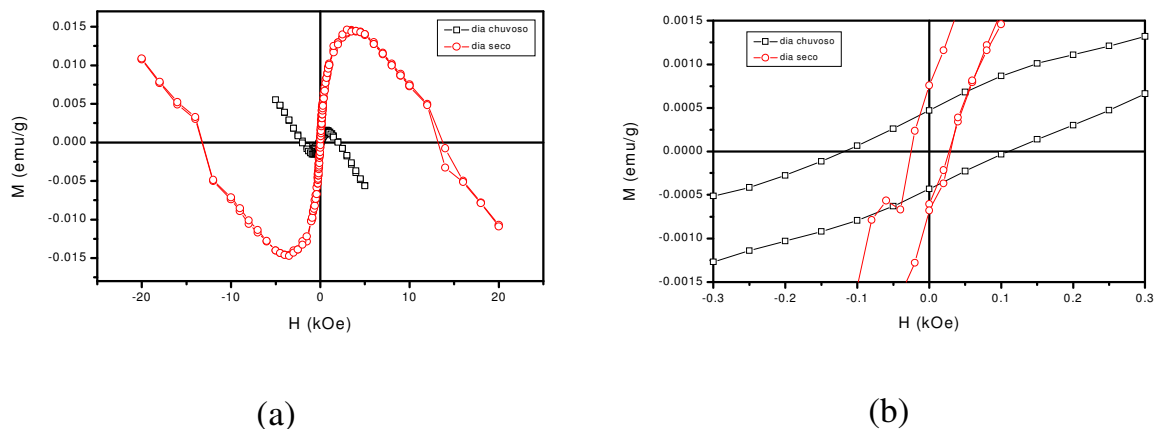 0.015
0.010
0.005
0.000
-0.005
-0.010
-0.015
M (emu/g)
-20 -10 0 10 20
H (kOe)
dia chuvoso
dia seco
(a)
0.0015
0.0010
0.0005
0.0000
-0.0005
-0.0010
-0.0015
M (emu/g)
-0.3 -0.2 -0.1 0.0 0.1 0.2 0.3
H (kOe)
dia chuvoso
dia seco
(b)